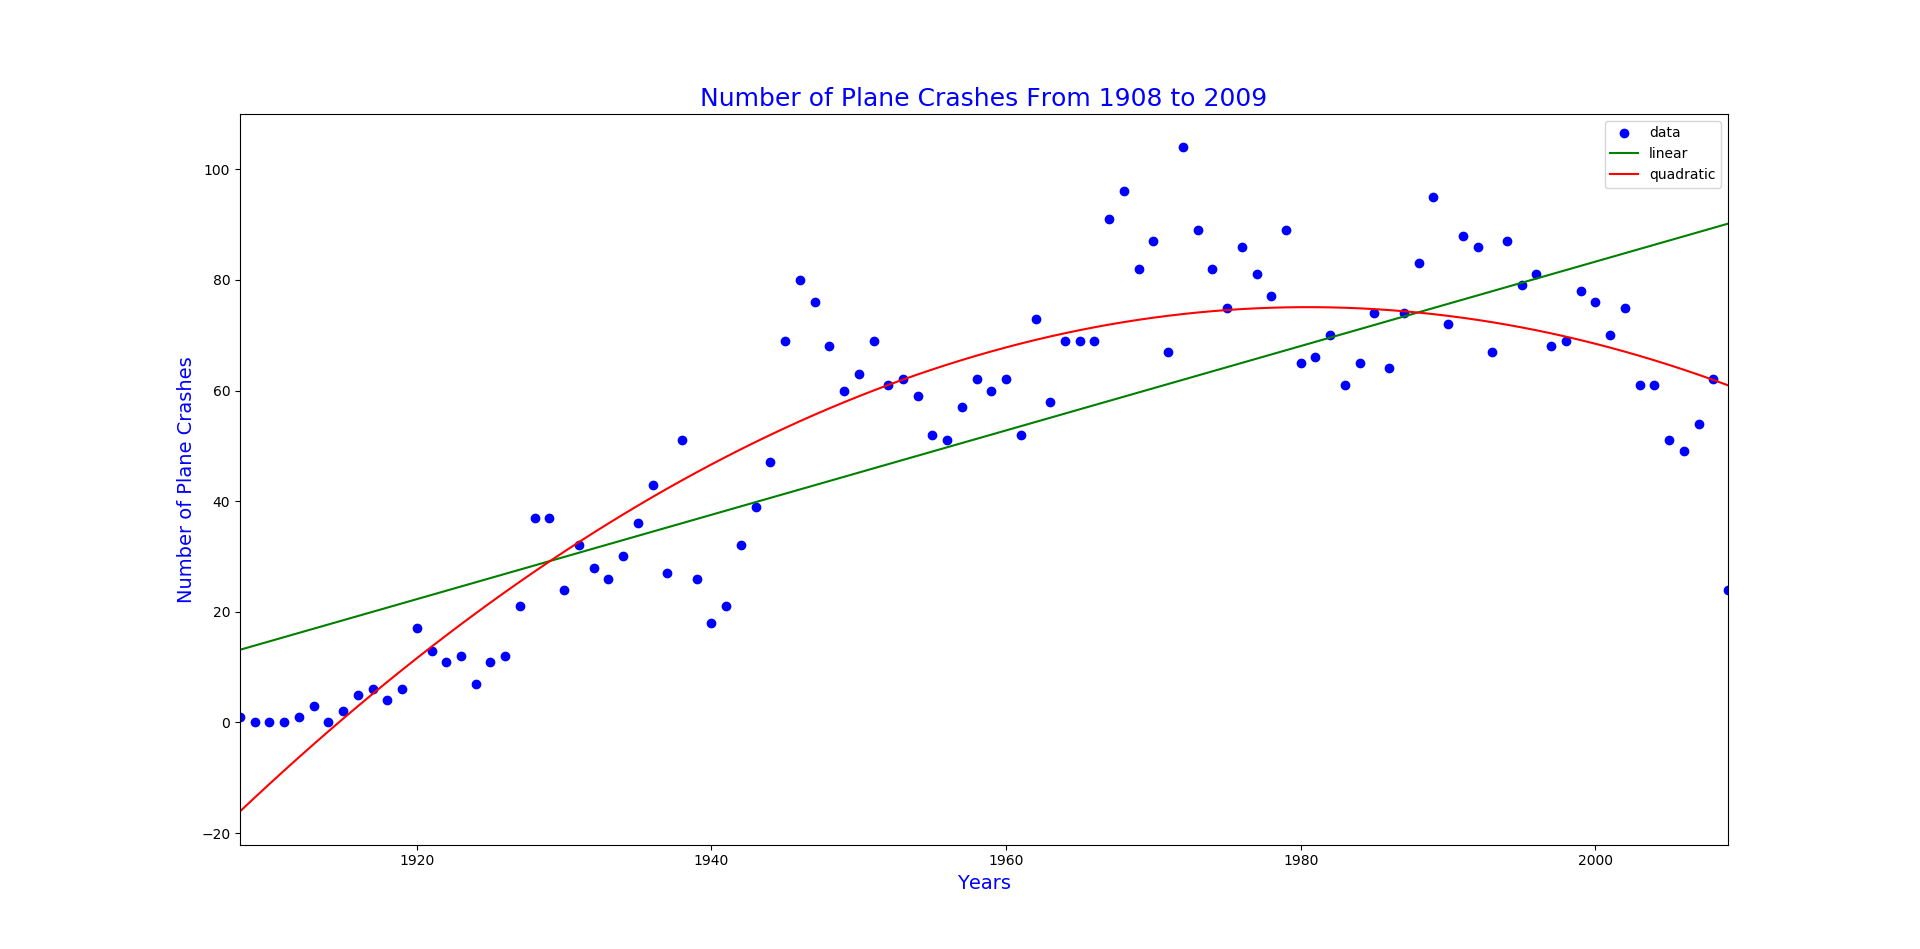 Number of Plane Crashes From 1908 to 2009
data
linear
quadratic
Number of Plane Crashes
100
80
60
40
20
0
−20
1920
1940
1960
1980
2000
Years